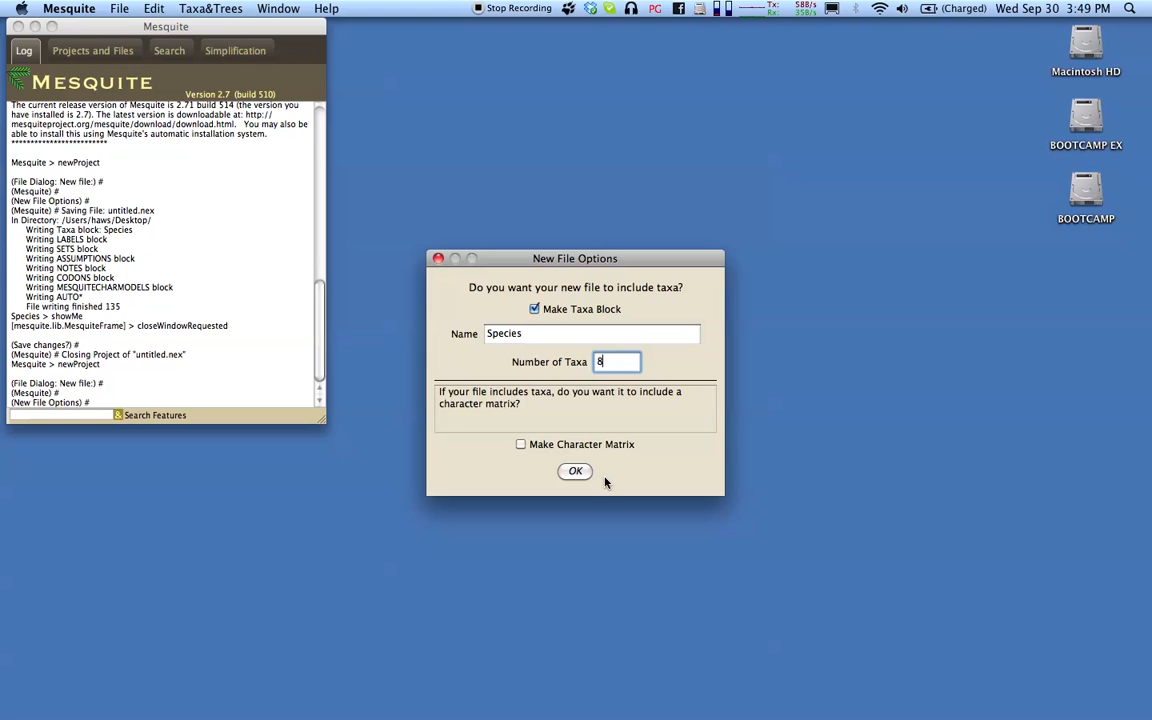 Mesquite File Edit Taxa&Trees Window Help Stop Recording PG Tx: 58B/s Rx: 35B/s (Charged) Wed Sep 30 3:49 PM
Mesquite
Log Projects and Files Search Simplification
MESQUITE
Version 2.7 (build 510)
The current release version of Mesquite is 2.71 build 514 (the version you
have installed is 2.7). The latest version is downloadable at: http://
mesquiteproject.org/mesquite/download/download.html. You may also be
able to install this using Mesquite's automatic installation system.
*************************
Mesquite > newProject
(File Dialog: New file:) #
(Mesquite) #
(New File Options) #
(Mesquite) # Saving File: untitled.nex
In Directory: /Users/haws/Desktop/
Writing Taxa block: Species
Writing LABELS block
Writing SETS block
Writing ASSUMPTIONS block
Writing NOTES block
Writing CODONS block
Writing MESQUITECHARMODELS block
Writing AUTO*
File writing finished 135
Species > showMe
[mesquite.lib.MesquiteFrame] > closeWindowRequested
(Save changes?) #
(Mesquite) # Closing Project of "untitled.nex"
Mesquite > newProject
(File Dialog: New file:) #
(Mesquite) #
(New File Options) #
& Search Features
New File Options
Do you want your new file to include taxa?
Make Taxa Block
Name Species
Number of Taxa 8
If your file includes taxa, do you want it to include a
character matrix?
Make Character Matrix
OK
Macintosh HD
BOOTCAMP EX
BOOTCAMP